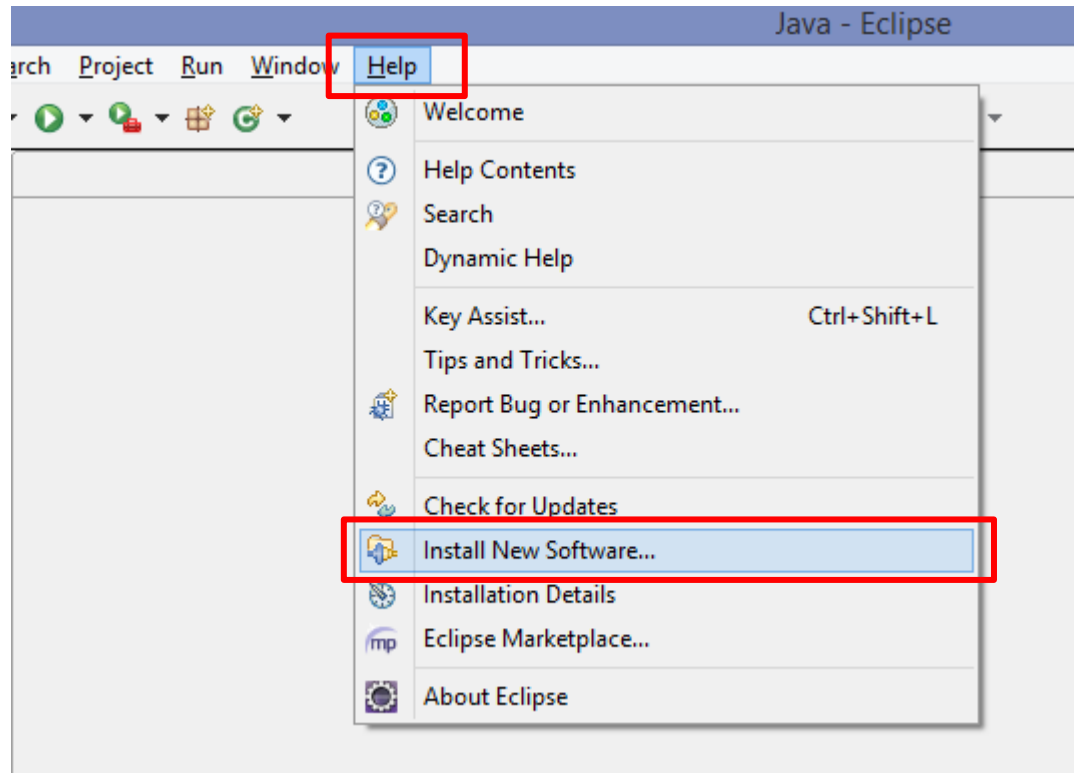 Java - Eclipse
arch Project Run Window Help
Welcome
Help Contents
Search
Dynamic Help
Key Assist... Ctrl+Shift+L
Tips and Tricks...
Report Bug or Enhancement...
Cheat Sheets...
Check for Updates
Install New Software...
Installation Details
mp Eclipse Marketplace...
About Eclipse